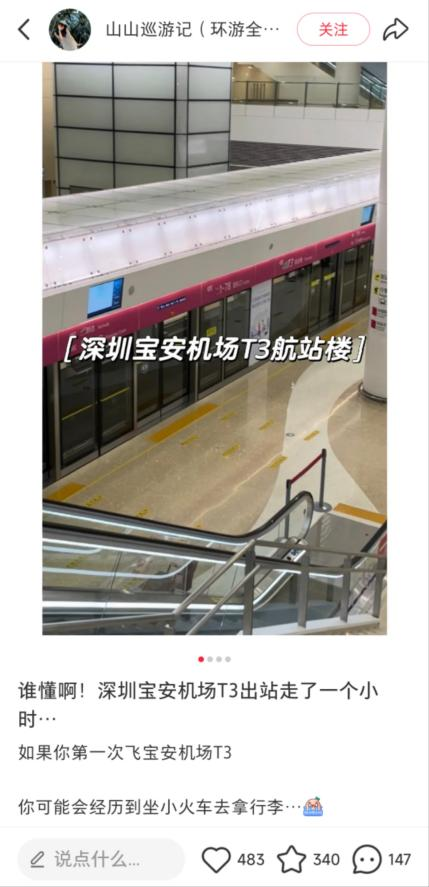 山山巡游记（环游全…
关注
[深圳宝安机场T3航站楼]
谁懂啊！深圳宝安机场T3出站走了一个小
时…
如果你第一次飞宝安机场T3
你可能会经历到坐小火车去拿行李…
说点什么...
483
340
147